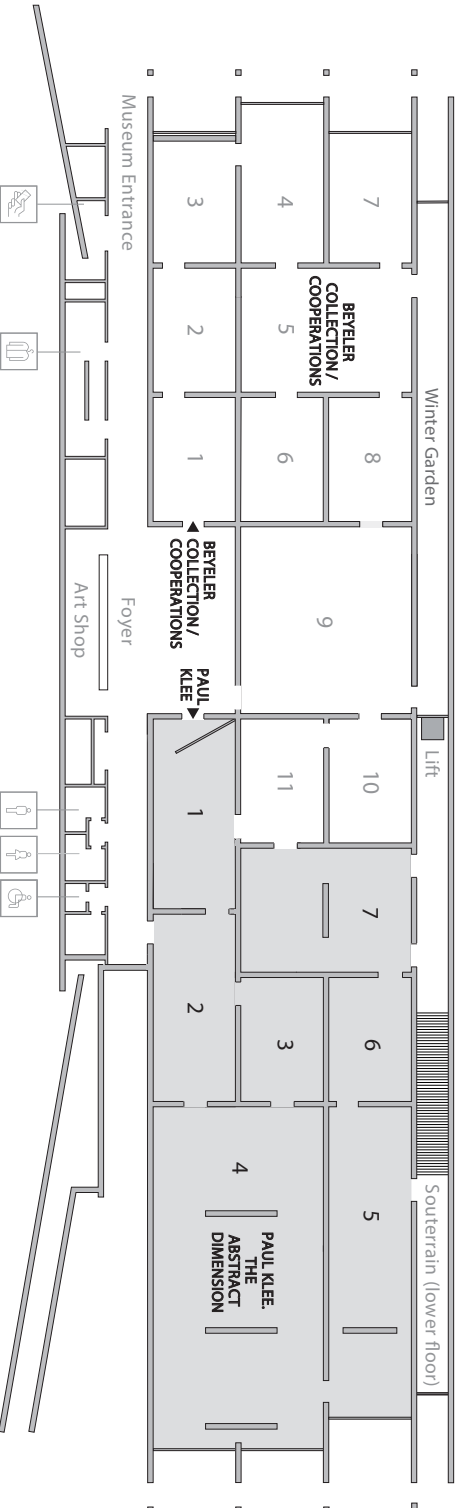 Museum Entrance
3
4
7
2
5
BEYELER
COLLECTION/
COOPERATIONS
1
6
8
Winter Garden
BEYELER
COLLECTION/
COOPERATIONS
9
Foyer
Art Shop
PAUL
KLEE
Lift
1
11
10
7
2
3
6
4
5
PAUL KLEE.
THE
ABSTRACT
DIMENSION
Souterrain (lower floor)